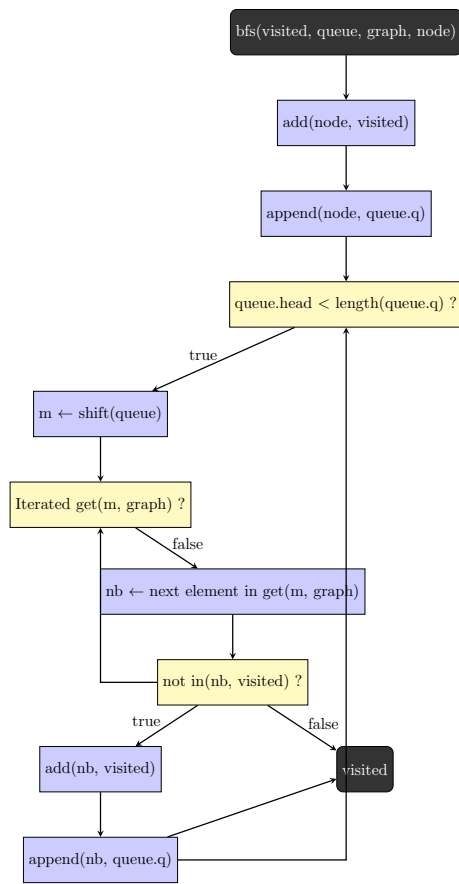 bfs(visited, queue, graph, node)
add(node, visited)
append(node, queue.q)
queue.head < length(queue.q) ?
true
m ← shift(queue)
Iterated get(m, graph) ?
false
nb ← next element in get(m, graph)
not in(nb, visited) ?
true
false
add(nb, visited)
visited
append(nb, queue.q)